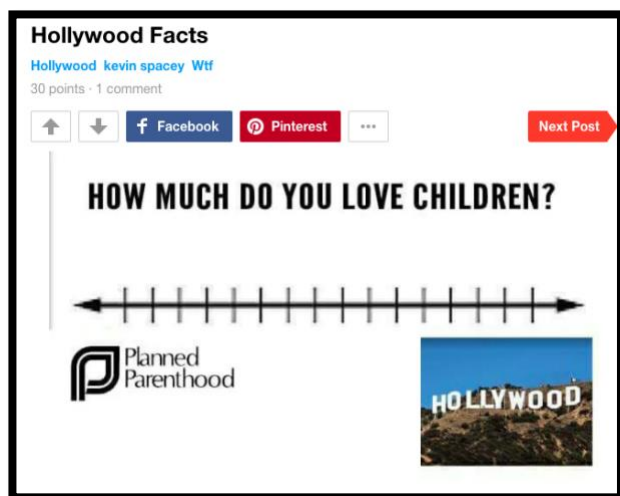 Hollywood Facts
Hollywood kevin spacey Wtf
30 points · 1 comment
f Facebook
Pinterest
•••
Next Post
HOW MUCH DO YOU LOVE CHILDREN?
Planned
Parenthood
HOLLYWOOD